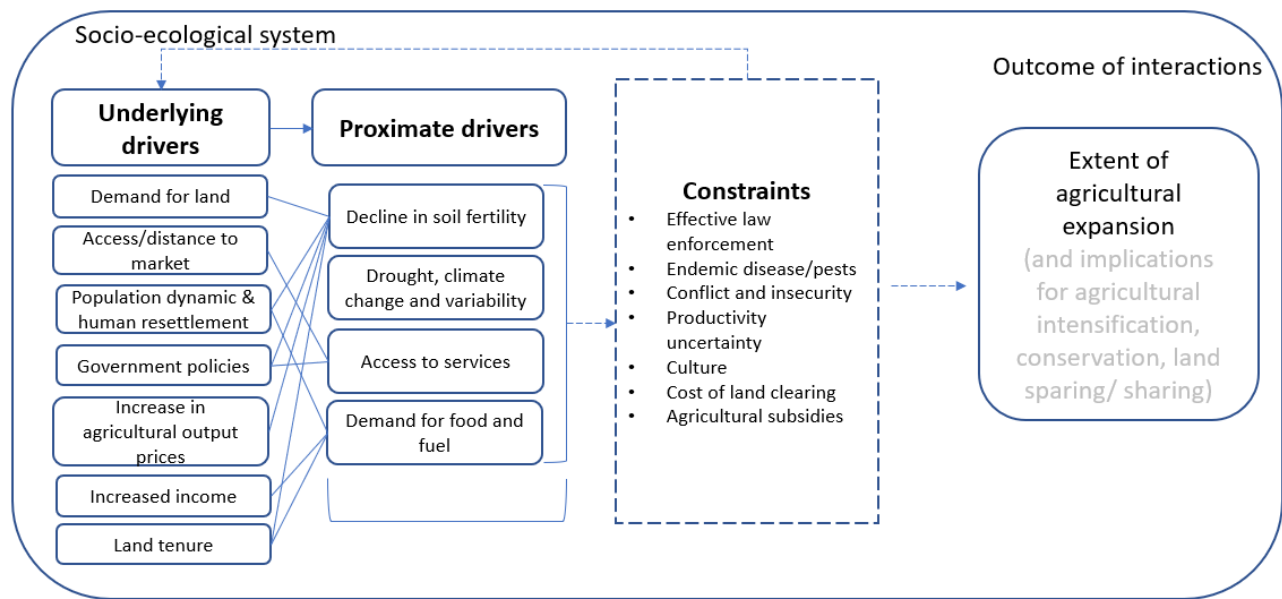 Socio-ecological system
Outcome of interactions
Underlying
drivers
Proximate drivers
Demand for land
Access/distance to
market
Population dynamic &
human resettlement
Government policies
Increase in
agricultural output
prices
Increased income
Land tenure
Decline in soil fertility
Drought, climate
change and variability
Access to services
Demand for food and
fuel
Constraints
• Effective law
enforcement
• Endemic disease/pests
• Conflict and insecurity
• Productivity
uncertainty
• Culture
• Cost of land clearing
• Agricultural subsidies
Extent of
agricultural
expansion
(and implications
for agricultural
intensification,
conservation, land
sparing/ sharing)